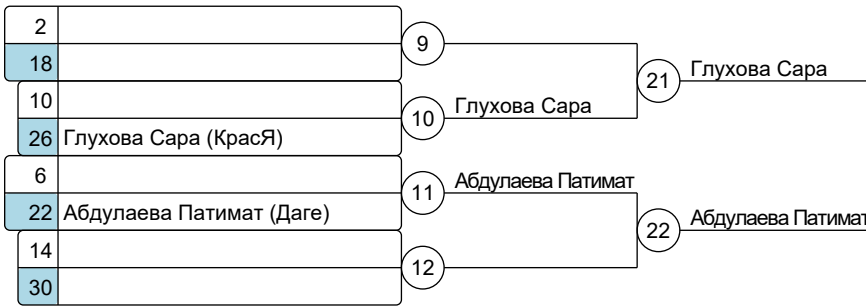 2
9
18
21 Глухова Сара
10
10 Глухова Сара
26 Глухова Сара (КрасЯ)
6
11 Абдулаева Патимат
22 Абдулаева Патимат (Даге)
22 Абдулаева Патимат
14
12
30